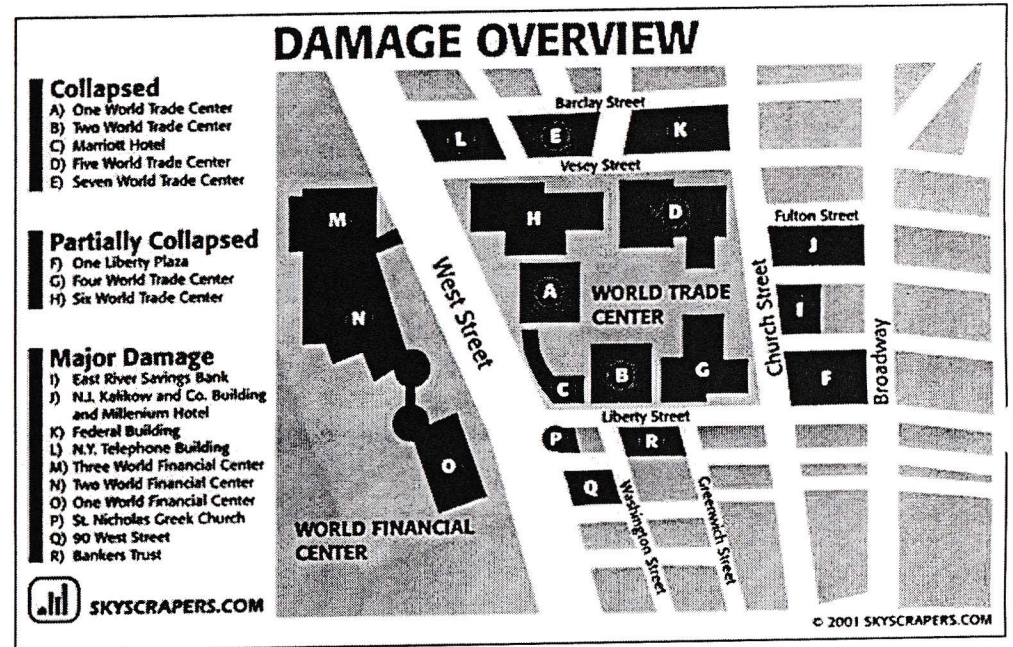 DAMAGE OVERVIEW
Collapsed
A) One World Trade Center
B) Two World Trade Center
C) Marriott Hotel
D) Five World Trade Center
E) Seven World Trade Center
Partially Collapsed
F) One Liberty Plaza
G) Four World Trade Center
H) Six World Trade Center
Major Damage
I) East River Savings Bank
J) N.J. Kalikow and Co. Building
and Millenium Hotel
K) Federal Building
L) N.Y. Telephone Building
M) Three World Financial Center
N) Two World Financial Center
O) One World Financial Center
P) St. Nicholas Greek Church
Q) 90 West Street
R) Bankers Trust
SKYSCRAPERS.COM
Barclay Street
L
E
K
Vesey Street
M
H
D
Fulton Street
J
West Street
A
WORLD TRADE
CENTER
Church Street
I
N
Broadway
C
B
G
F
Liberty Street
P
R
O
Q
Washington Street
Greenwich Street
WORLD FINANCIAL
CENTER
© 2001 SKYSCRAPERS.COM